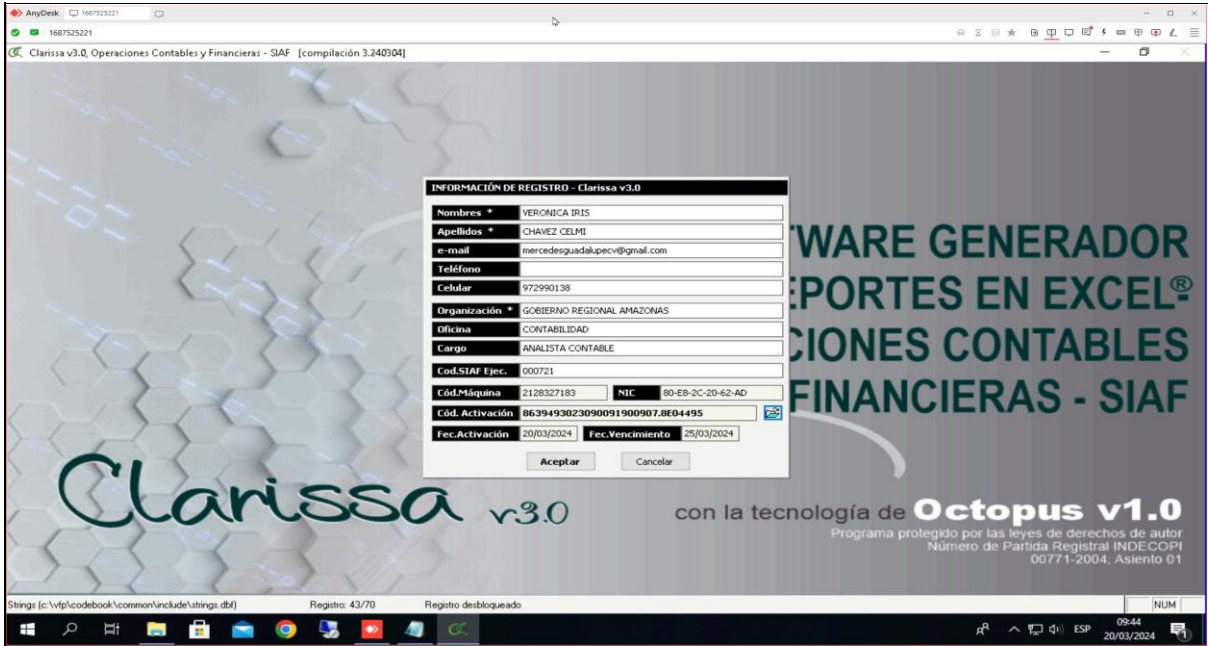 AnyDesk 1687525221
1687525221
Clarissa v3.0, Operaciones Contables y Financieras - SIAF [compilación 3.240304]
INFORMACIÓN DE REGISTRO - Clarissa v3.0
Nombres * VERONICA IRIS
Apellidos * CHAVEZ CELMI
e-mail mercedesguadalupecv@gmail.com
Teléfono
Celular 972990138
Organización * GOBIERNO REGIONAL AMAZONAS
Oficina CONTABILIDAD
Cargo ANALISTA CONTABLE
Cod.SIAF Ejec. 000721
Cód.Máquina 2128327183 NIC 80-E8-2C-20-62-AD
Cód. Activación 8639493023090091900907.8E04495
Fec.Activación 20/03/2024 Fec.Vencimiento 25/03/2024
Aceptar Cancelar
WARE GENERADOR
EPORTES EN EXCEL®
CIONES CONTABLES
FINANCIERAS - SIAF
Clarissa v3.0
con la tecnología de Octopus v1.0
Programa protegido por las leyes de derechos de autor
Número de Partida Registral INDECOPI
00771-2004, Asiento 01
Strings (c:\vfp\codebook\common\include\strings.dbf) Registro: 43/70 Registro desbloqueado NUM
ESP 09:44
20/03/2024